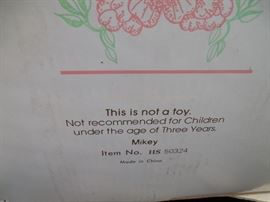 This is not a toy.
Not recommended for Children
under the age of Three Years.
Mikey
Item No. IIS 50324
Made in China